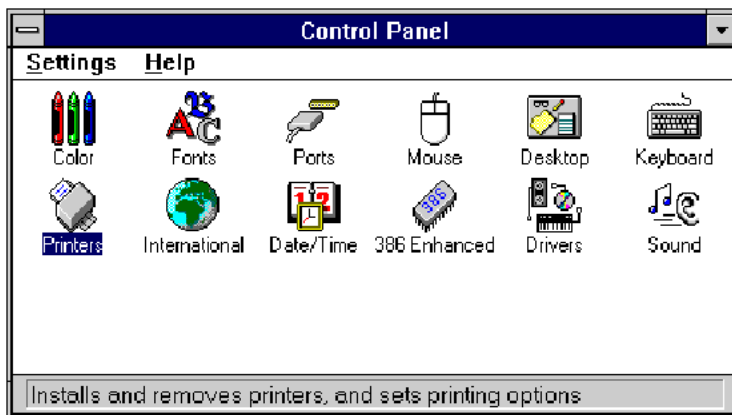 Control Panel
Settings Help
Color Fonts Ports Mouse Desktop Keyboard
386
Printers International Date/Time 386 Enhanced Drivers Sound
Installs and removes printers, and sets printing options